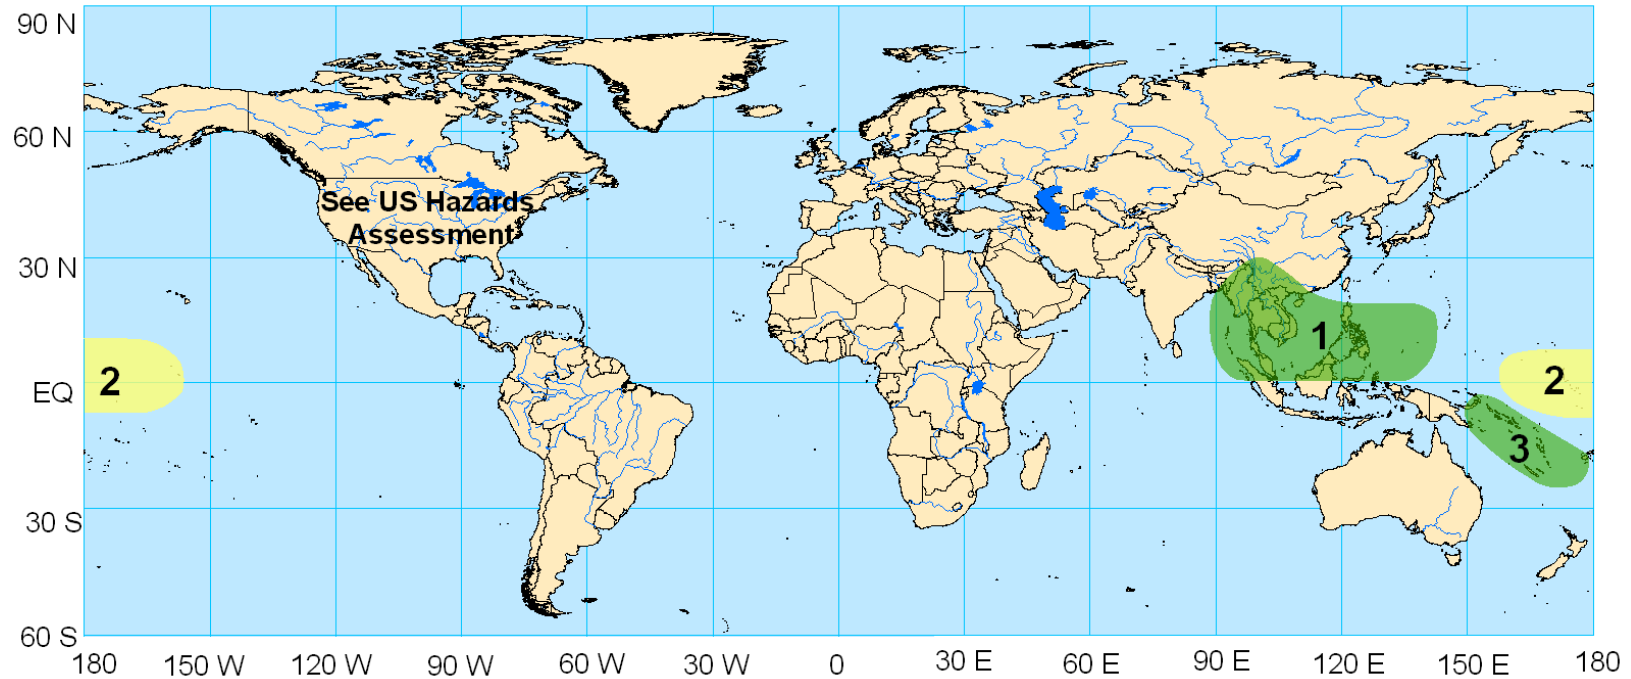 90 N
60 N
See US Hazards
Assessment
30 N
1
2
EQ
2
3
30 S
60 S
180
150 W
120 W
90 W
60 W
30 W
0
30 E
60 E
90 E
120 E
150 E
180